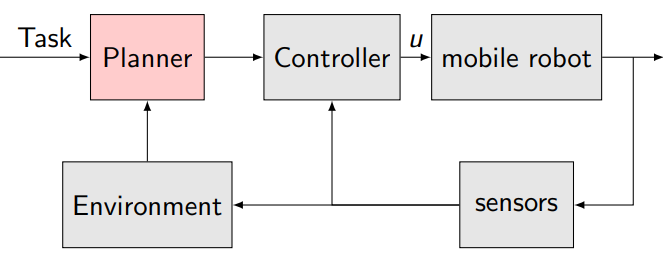 Task
Planner
Controller
u
mobile robot
Environment
sensors